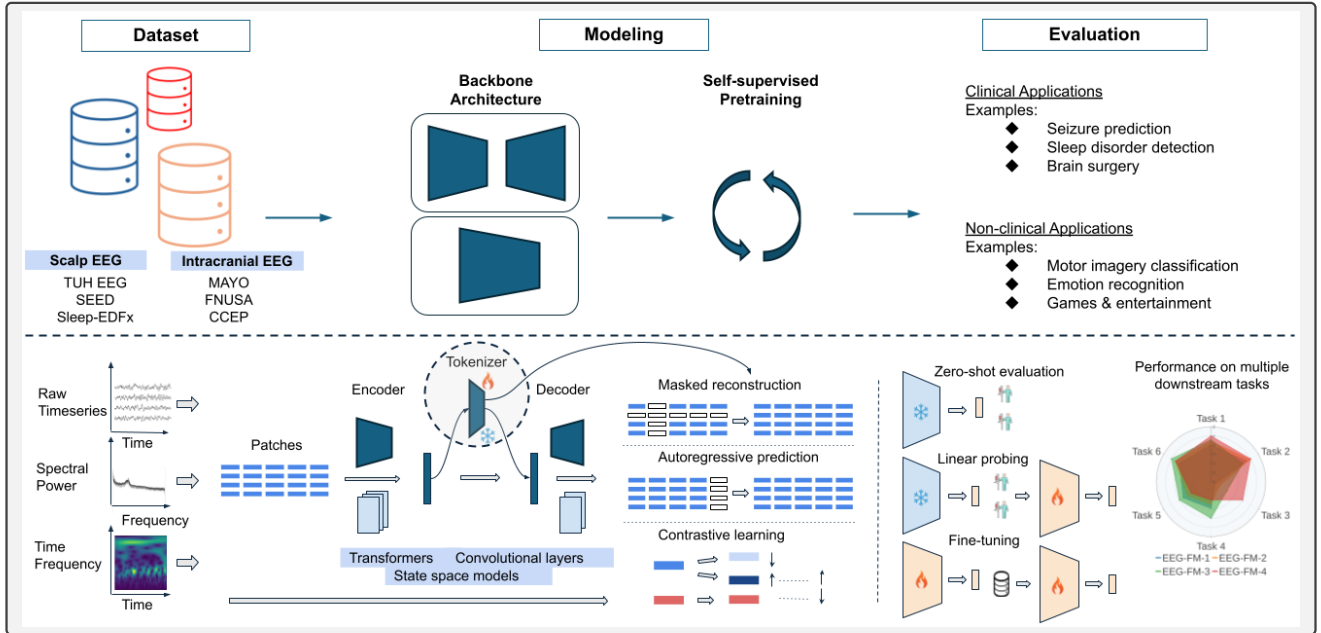 Dataset
Modeling
Evaluation
Backbone
Architecture
Self-supervised
Pretraining
Clinical Applications
Examples:
◆ Seizure prediction
◆ Sleep disorder detection
◆ Brain surgery
Non-clinical Applications
Examples:
◆ Motor imagery classification
◆ Emotion recognition
◆ Games & entertainment
Scalp EEG
TUH EEG
SEED
Sleep-EDFx
Intracranial EEG
MAYO
FNUSA
CCEP
Raw
Timeseries
Time
Spectral
Power
Frequency
Time
Frequency
Time
Patches
Encoder
Tokenizer
Decoder
Transformers
Convolutional layers
State space models
Masked reconstruction
Autoregressive prediction
Contrastive learning
Zero-shot evaluation
Linear probing
Fine-tuning
Performance on multiple
downstream tasks
Task 1
Task 2
Task 3
Task 4
Task 5
Task 6
EEG-FM-1
EEG-FM-2
EEG-FM-3
EEG-FM-4